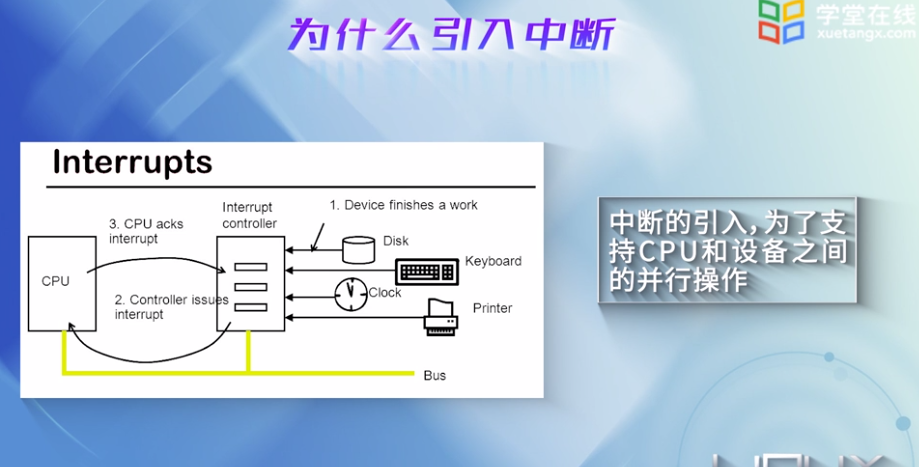 为什么引入中断
学堂在线
xuetangx.com
Interrupts
1. Device finishes a work
Interrupt
controller
3. CPU acks
interrupt
Disk
CPU
Keyboard
2. Controller issues
interrupt
Clock
Printer
Bus
中断的引入，为了支
持CPU和设备之间
的并行操作